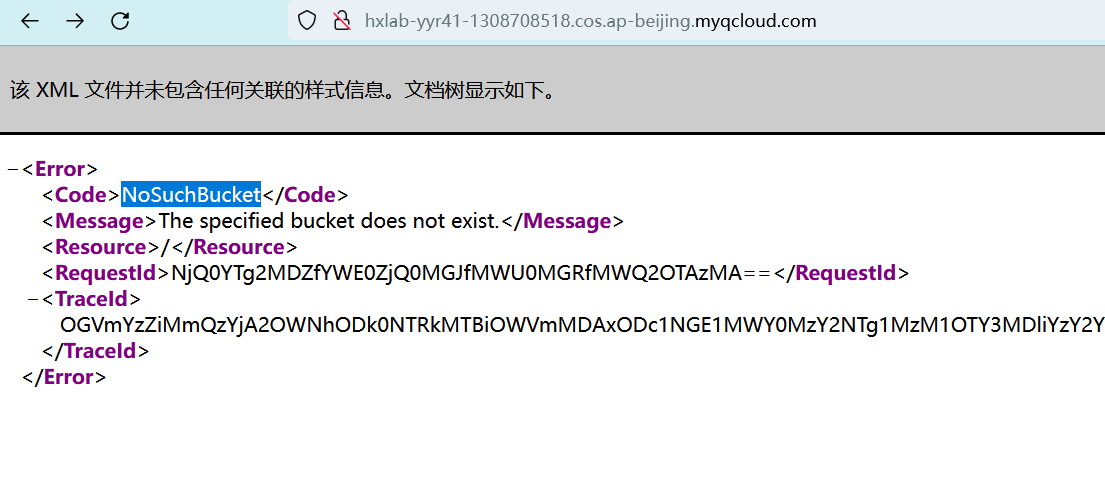 hxlab-yyr41-1308708518.cos.ap-beijing.myqcloud.com
该 XML 文件并未包含任何关联的样式信息。文档树显示如下。
−<Error>
<Code>NoSuchBucket</Code>
<Message>The specified bucket does not exist.</Message>
<Resource>/</Resource>
<RequestId>NjQ0YTg2MDZfYWE0ZjQ0MGJfMWU0MGRfMWQ2OTAzMA==</RequestId>
−<TraceId>
OGVmYzZiMmQzYjA2OWNhODk0NTRkMTBiOWVmMDAxODc1NGE1MWY0MzY2NTg1MzM1OTY3MDliYzY2Y
</TraceId>
</Error>